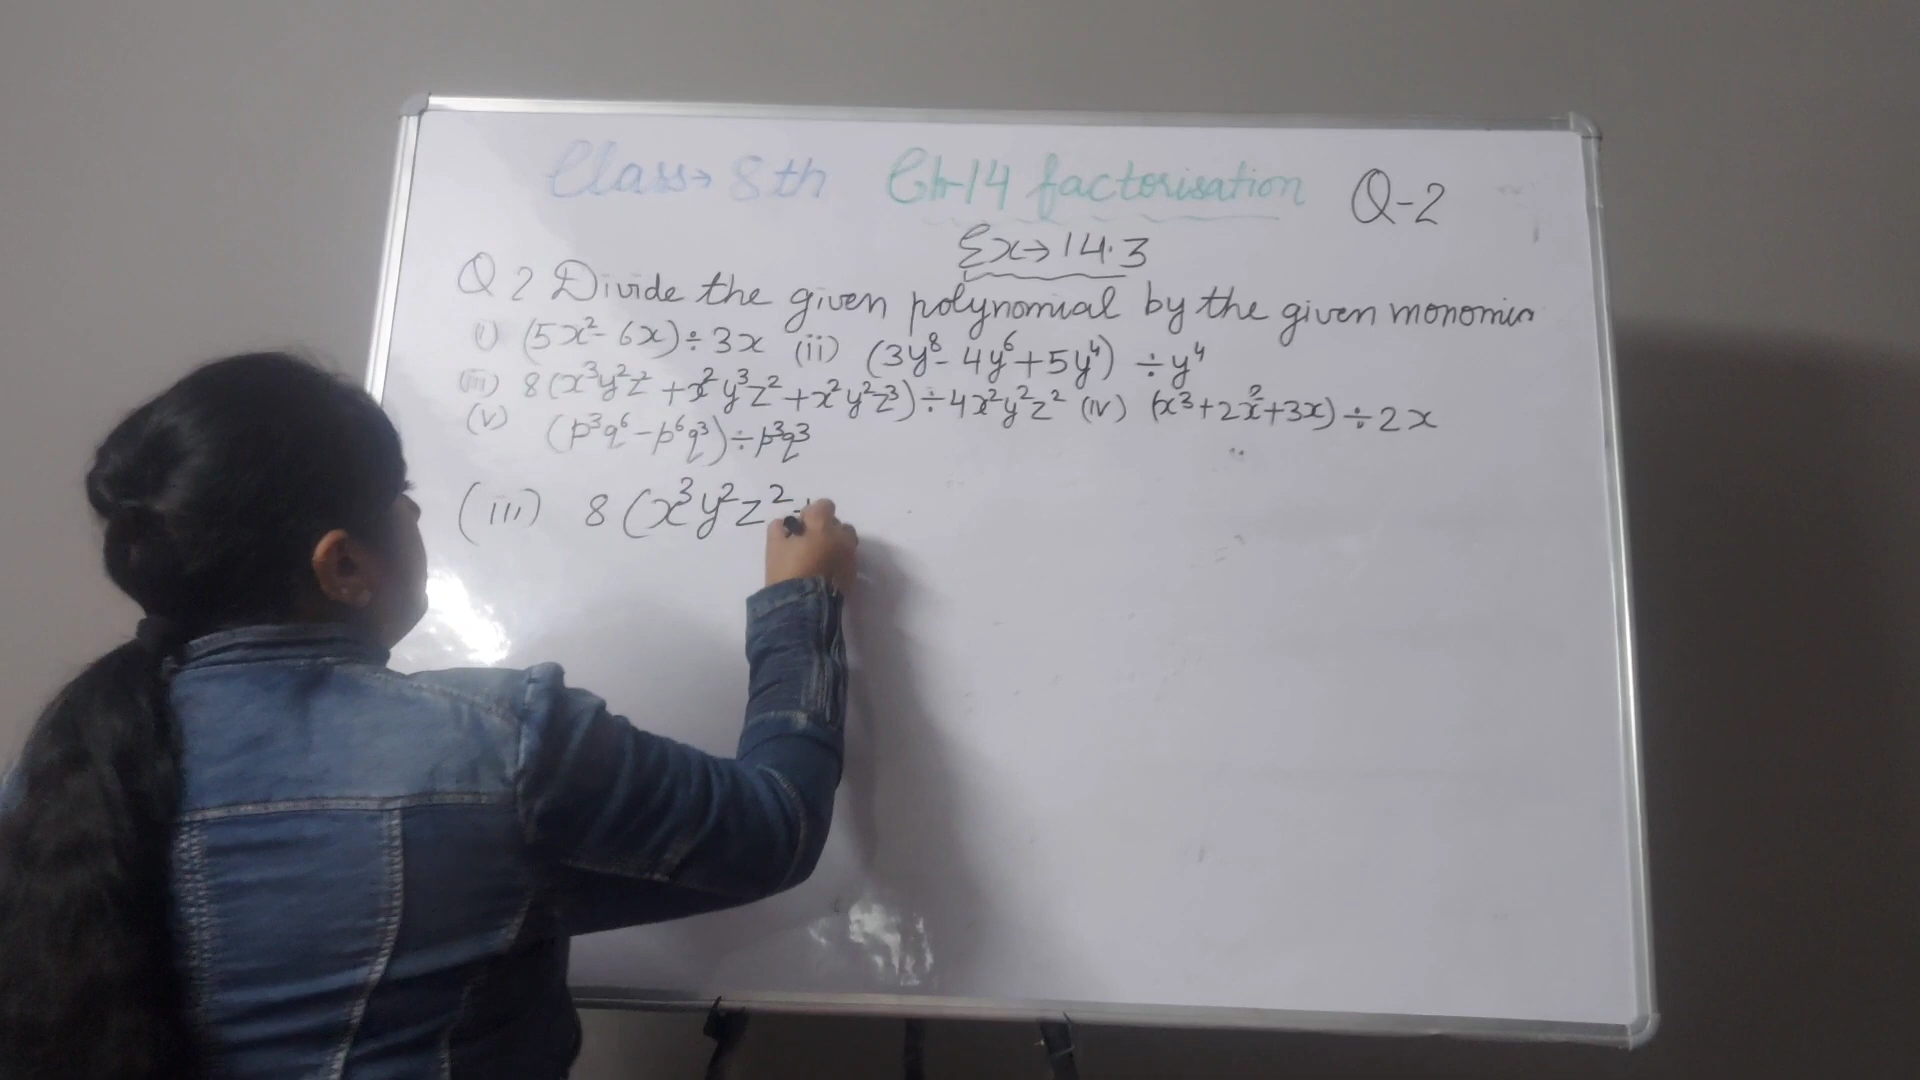 Class→ 8th Ch-14 factorisation Q-2
Ex→14.3
Q 2 Divide the given polynomial by the given monomin
(i) (5x²- 6x)÷3x (ii) (3y⁸- 4y⁶+5y⁴) ÷y⁴
(iii) 8(x³y²z² +x²y³z²+x²y²z³)÷4x²y²z² (iv) (x³+2x²+3x)÷2x
(v) (p³q⁶-p⁶q³)÷p³q³
(iii) 8 (x³y²z²+